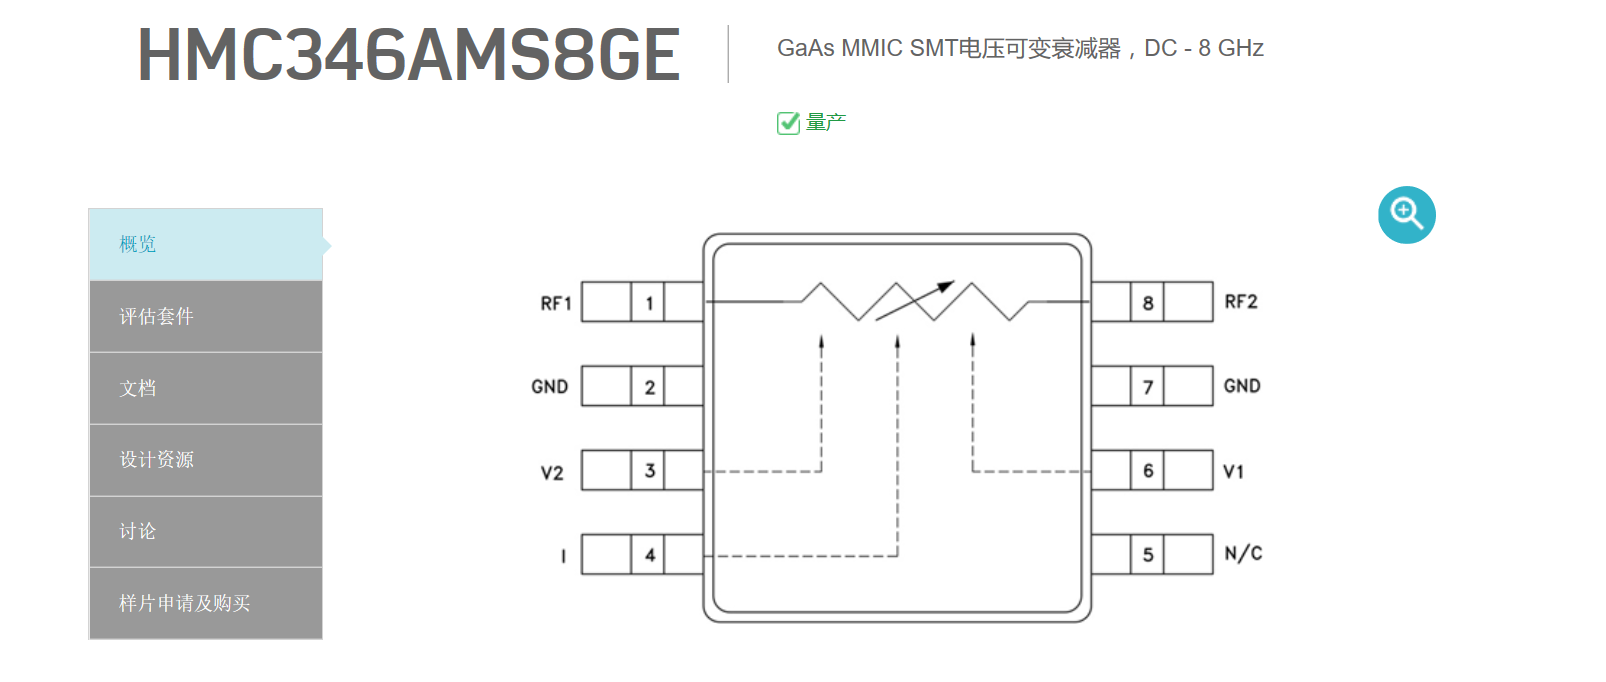 HMC346AMS8GE
GaAs MMIC SMT电压可变衰减器，DC - 8 GHz
量产
概览
评估套件
文档
设计资源
讨论
样片申请及购买
RF1 1 8 RF2
GND 2 7 GND
V2 3 6 V1
I 4 5 N/C